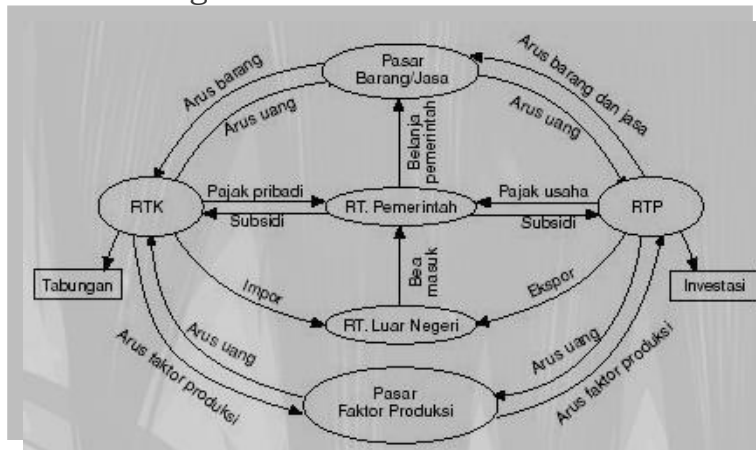 Pasar
Barang/Jasa
Arus barang
Arus uang
Belanja
pemerintah
Arus uang
Arus barang dan jasa
RTK
Pajak pribadi
Subsidi
RT. Pemerintah
Pajak usaha
Subsidi
RTP
Tabungan
Impor
Bea
masuk
Ekspor
Investasi
RT. Luar Negeri
Arus uang
Arus faktor produksi
Pasar
Faktor Produksi
Arus uang
Arus faktor produksi